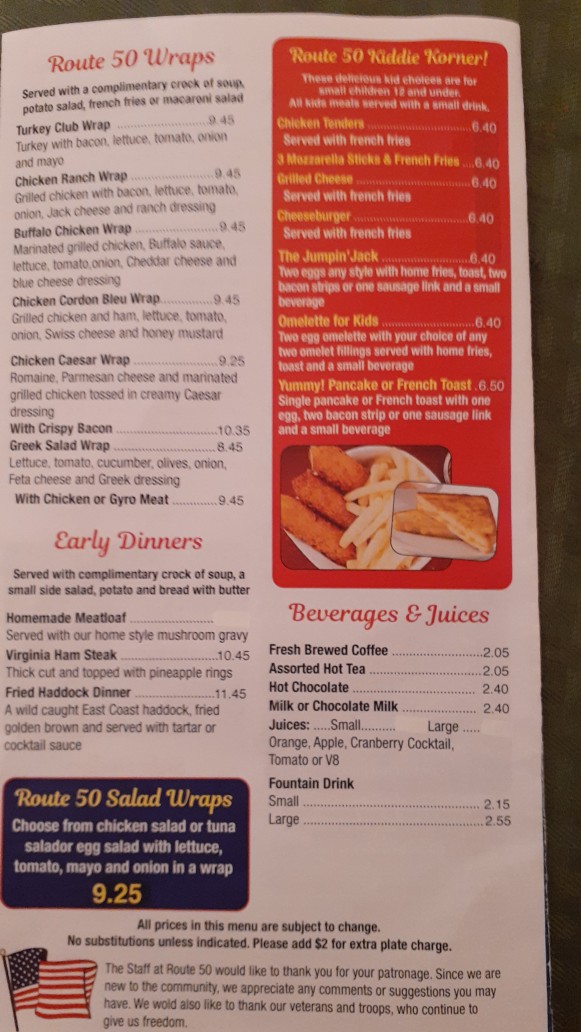 Route 50 Wraps
Served with a complimentary crock of soup,
potato salad, french fries or macaroni salad
Turkey Club Wrap ........................9.45
Turkey with bacon, lettuce, tomato, onion
and mayo
Chicken Ranch Wrap ......................9.45
Grilled chicken with bacon, lettuce, tomato,
onion, Jack cheese and ranch dressing
Buffalo Chicken Wrap ......................9.45
Marinated grilled chicken, Buffalo sauce,
lettuce, tomato,onion, Cheddar cheese and
blue cheese dressing
Chicken Cordon Bleu Wrap..............9.45
Grilled chicken and ham, lettuce, tomato,
onion, Swiss cheese and honey mustard
Chicken Caesar Wrap ......................9.25
Romaine, Parmesan cheese and marinated
grilled chicken tossed in creamy Caesar
dressing
With Crispy Bacon ...........................10.35
Greek Salad Wrap ............................8.45
Lettuce, tomato, cucumber, olives, onion,
Feta cheese and Greek dressing
With Chicken or Gyro Meat ............9.45
Early Dinners
Served with complimentary crock of soup, a
small side salad, potato and bread with butter
Homemade Meatloaf ......................
Served with our home style mushroom gravy
Virginia Ham Steak ..........................10.45
Thick cut and topped with pineapple rings
Fried Haddock Dinner ......................11.45
A wild caught East Coast haddock, fried
golden brown and served with tartar or
cocktail sauce
Route 50 Salad Wraps
Choose from chicken salad or tuna
salador egg salad with lettuce,
tomato, mayo and onion in a wrap
9.25
Route 50 Kiddie Korner!
These delicious kid choices are for
small children 12 and under.
All kids meals served with a small drink.
Chicken Tenders ............................6.40
Served with french fries
3 Mozzarella Sticks & French Fries ...6.40
Grilled Cheese ...............................6.40
Served with french fries
Cheeseburger ...............................6.40
Served with french fries
The Jumpin'Jack ........................6.40
Two eggs any style with home fries, toast, two
bacon strips or one sausage link and a small
beverage
Omelette for Kids .........................6.40
Two egg omelette with your choice of any
two omelet fillings served with home fries,
toast and a small beverage
Yummy! Pancake or French Toast .6.50
Single pancake or French toast with one
egg, two bacon strip or one sausage link
and a small beverage
Beverages & Juices
Fresh Brewed Coffee ........................2.05
Assorted Hot Tea ..............................2.05
Hot Chocolate ................................ 2.40
Milk or Chocolate Milk ................... 2.40
Juices: .....Small.......... Large .....
Orange, Apple, Cranberry Cocktail,
Tomato or V8
Fountain Drink
Small ............................................... 2.15
Large ................................................2.55
All prices in this menu are subject to change.
No substitutions unless indicated. Please add $2 for extra plate charge.
The Staff at Route 50 would like to thank you for your patronage. Since we are
new to the community, we appreciate any comments or suggestions you may
have. We wold also like to thank our veterans and troops, who continue to
give us freedom.